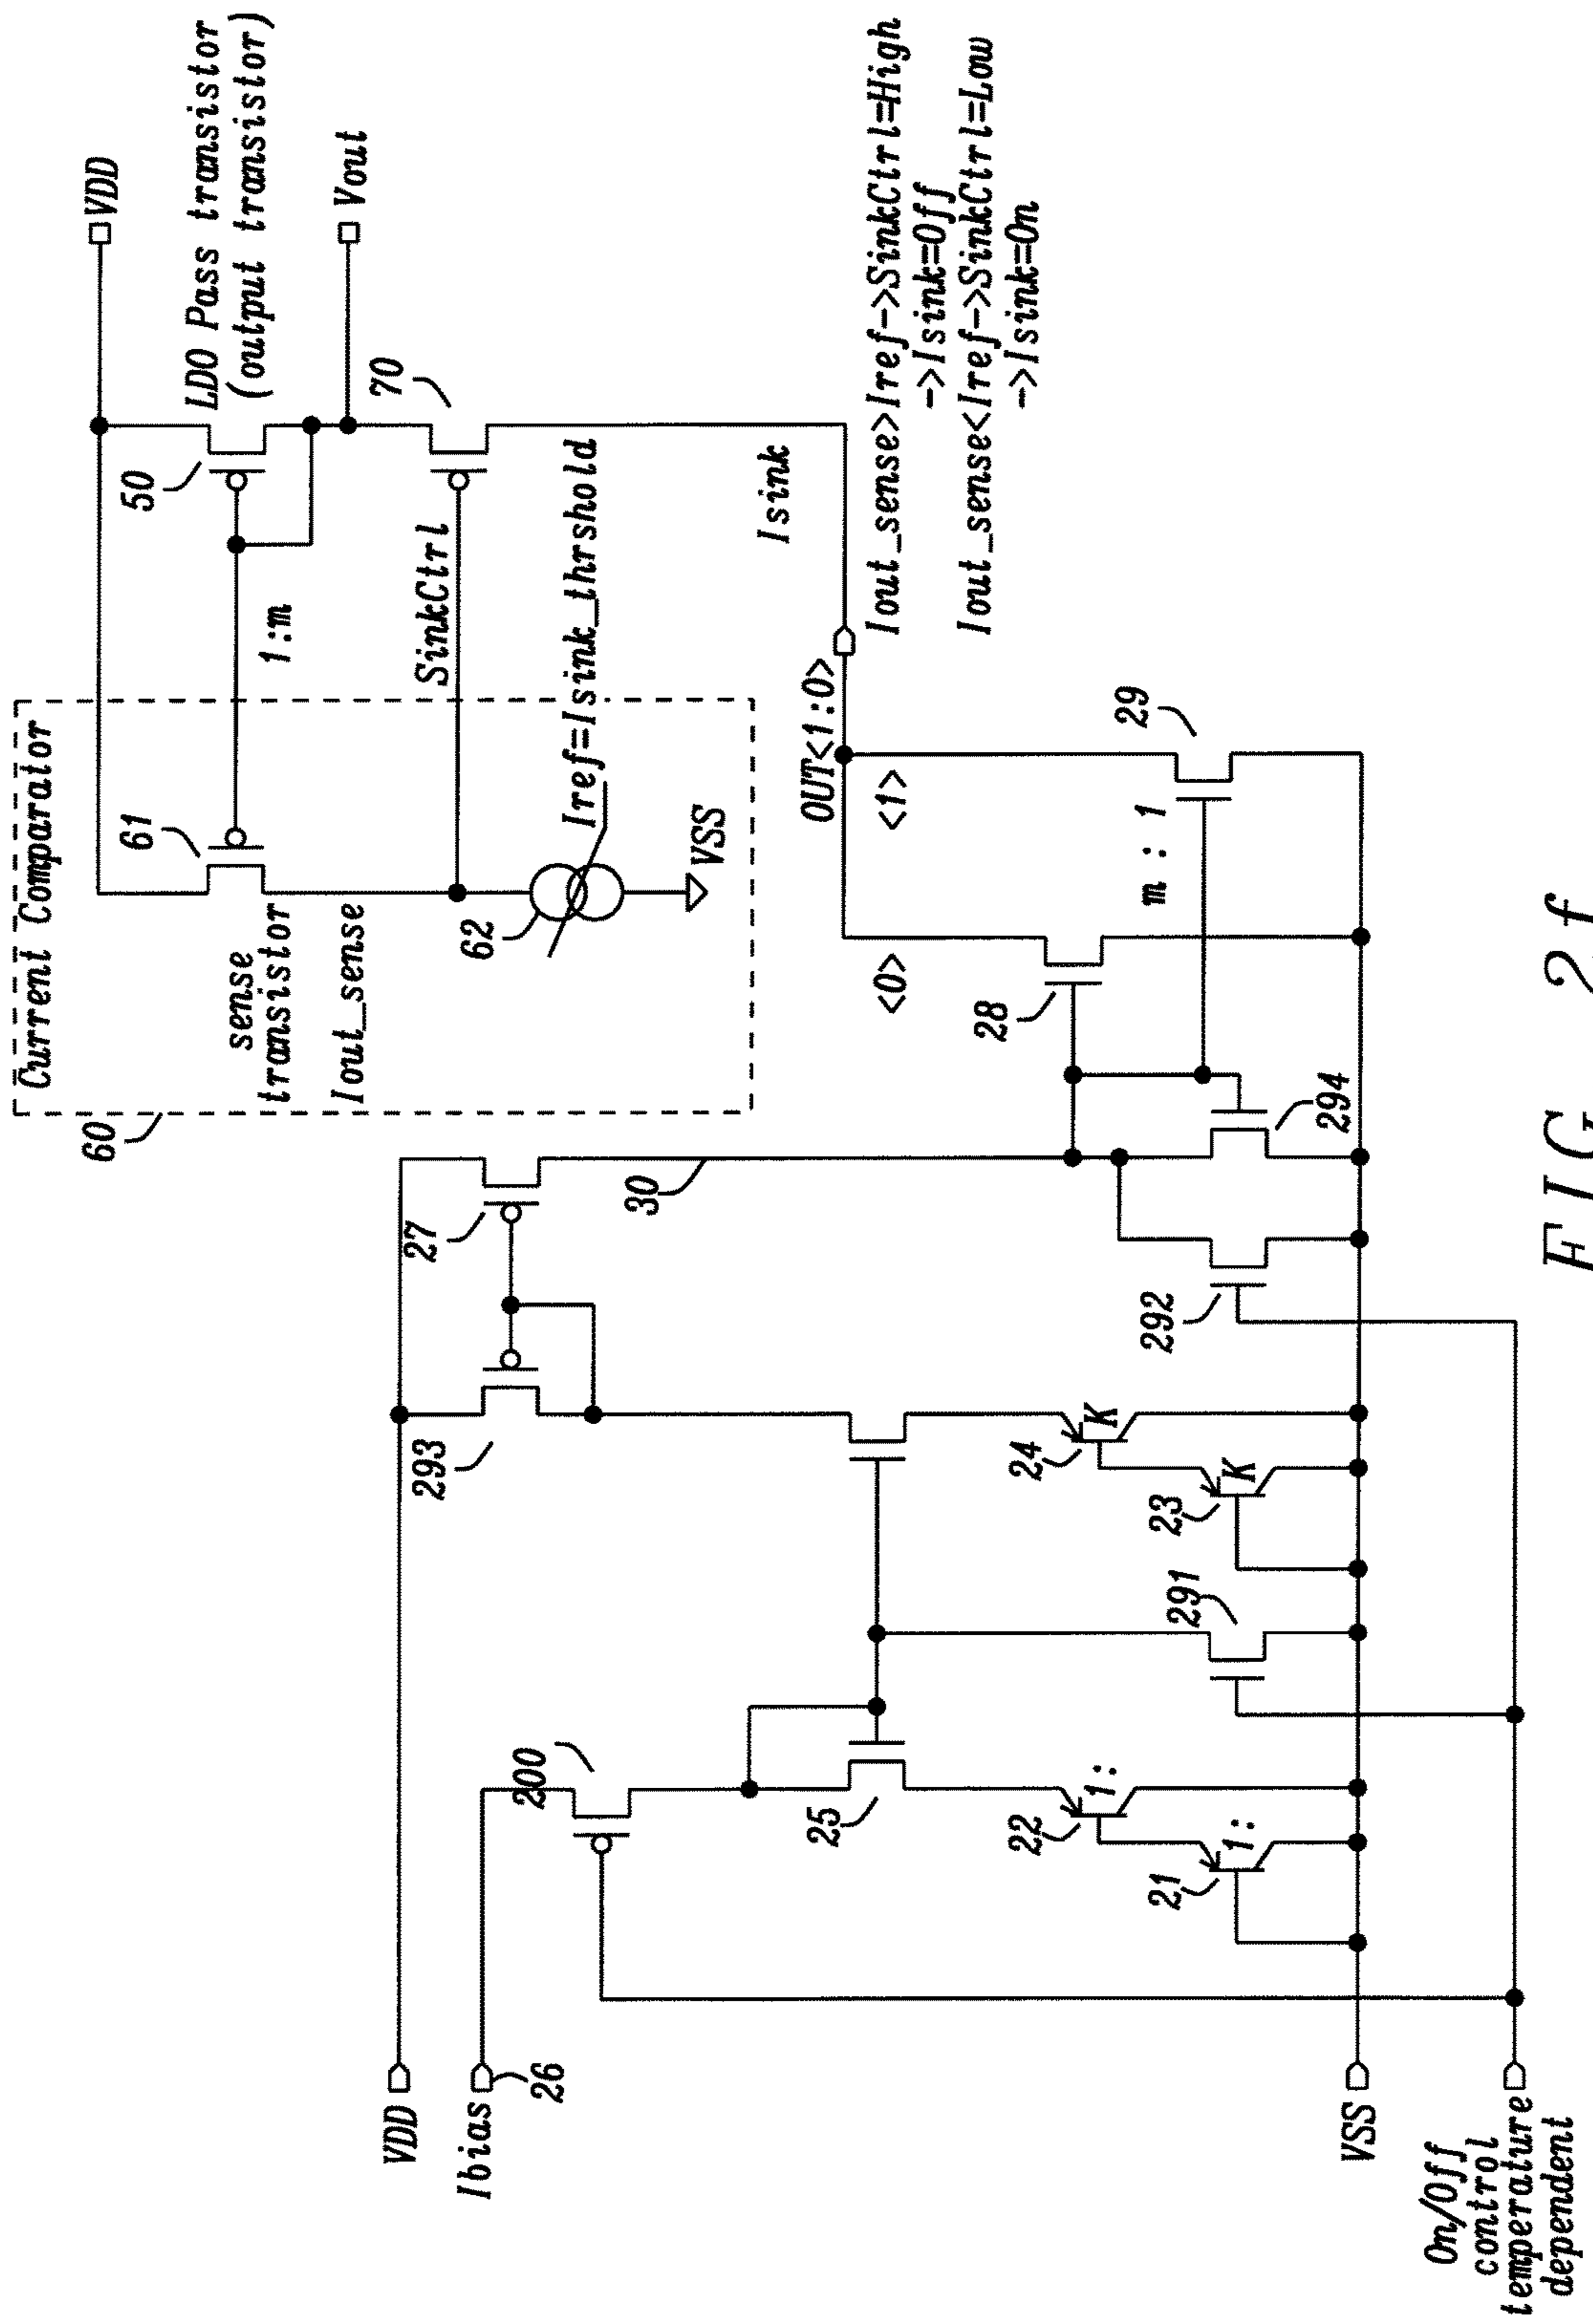 Current Comparator
60
61
sense
transistor
Iout_sense
62
VSS
Iref=Isink_thrshold
SinkCtrl
1:m
50
VDD
LDO Pass transistor
(output transistor)
Vout
70
Isink
Iout_sense>Iref->SinkCtrl=High
->Isink=Off
Iout_sense<Iref->SinkCtrl=Low
->Isink=On
OUT<1:0>
<1>
<0>
29
m : 1
28
294
30
27
292
293
24
K
23
K
291
200
25
22
1:
21
1:
VDD
Ibias
26
VSS
On/Off
control
temperature
dependent
FIG 2f